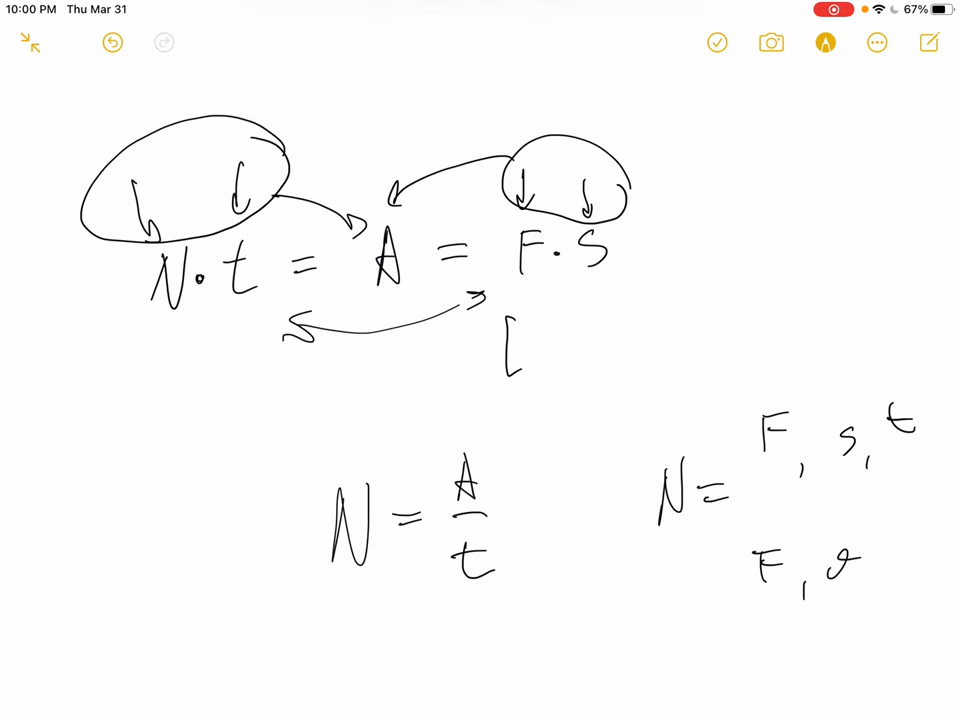 10:00 PM Thu Mar 31 67%
N · t = A = F · s
[
N = A / t
N =
F, s, t
F, v